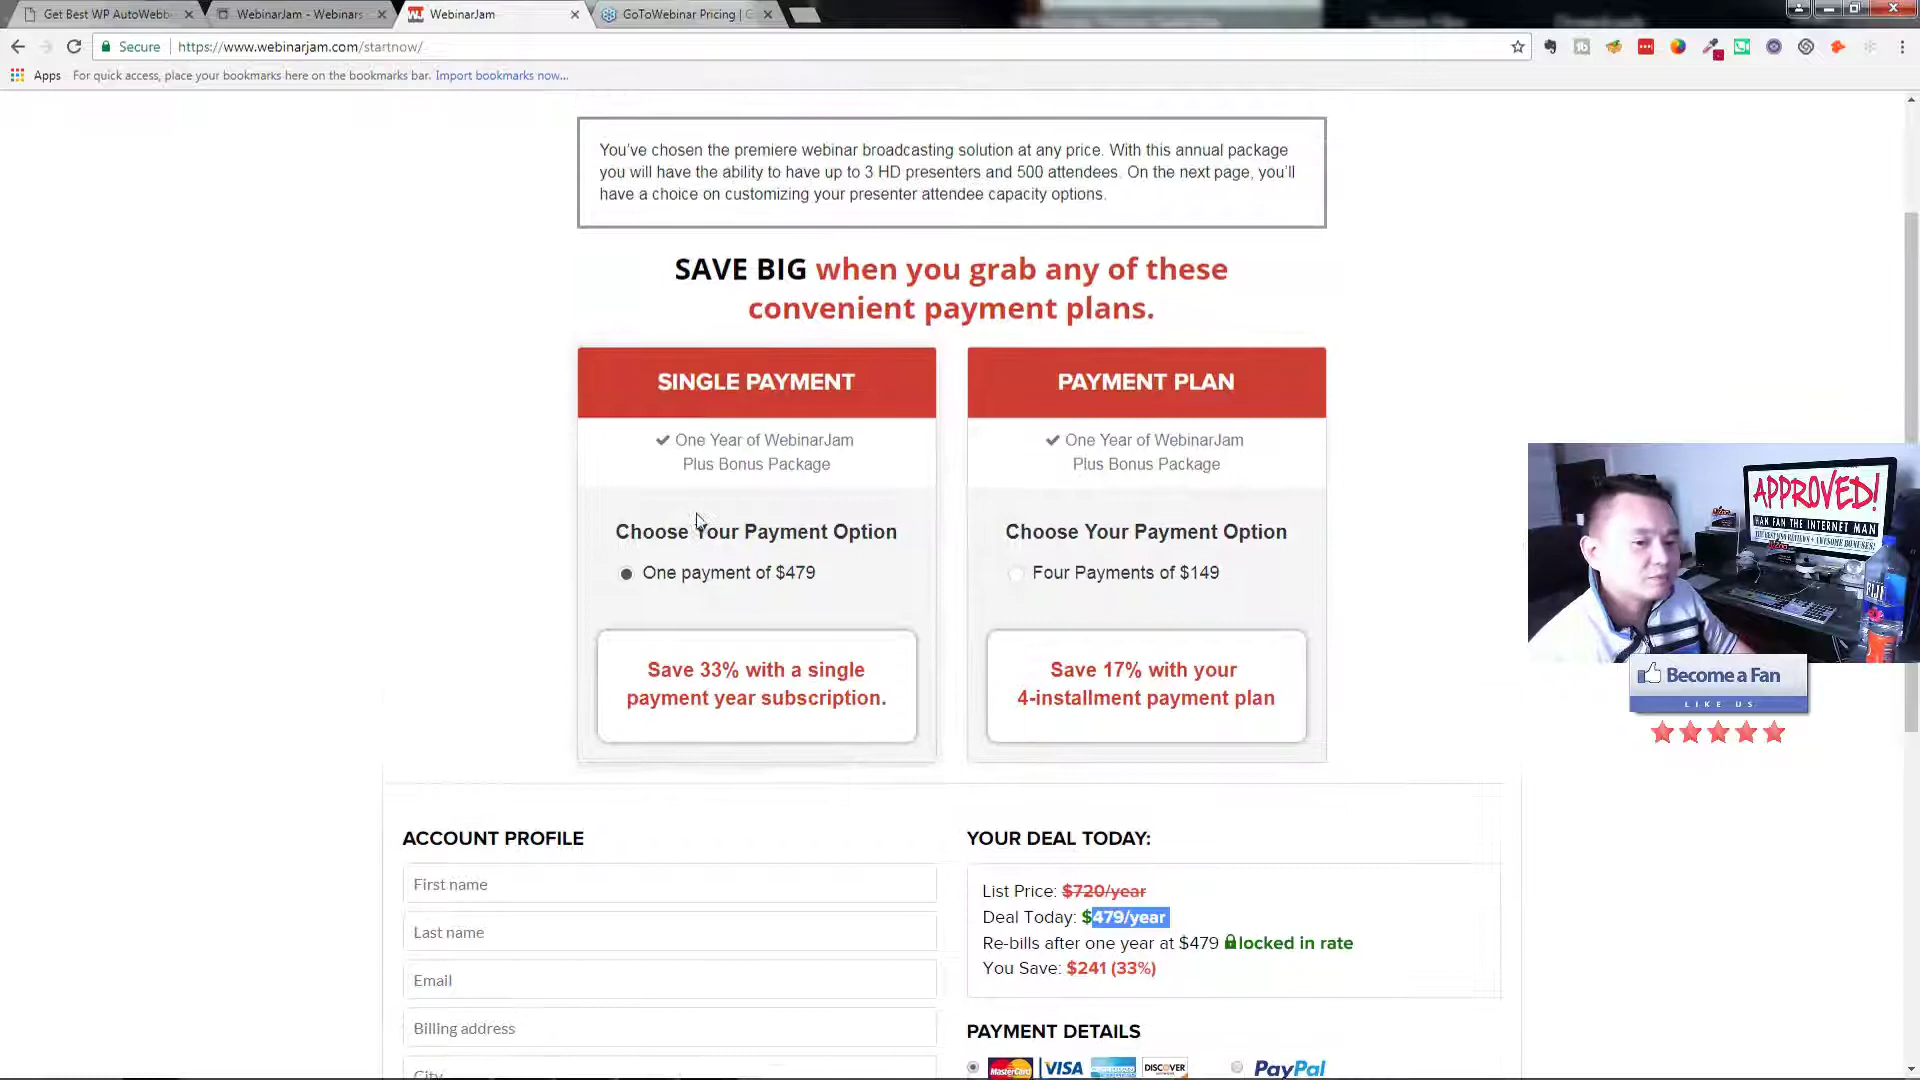 Get Best WP AutoWebb
WebinarJam - Webinars
WebinarJam
GoToWebinar Pricing | G
Secure
https://www.webinarjam.com/startnow/
Apps
For quick access, place your bookmarks here on the bookmarks bar. Import bookmarks now...
You've chosen the premiere webinar broadcasting solution at any price. With this annual package
you will have the ability to have up to 3 HD presenters and 500 attendees. On the next page, you'll
have a choice on customizing your presenter attendee capacity options.
SAVE BIG when you grab any of these
convenient payment plans.
SINGLE PAYMENT
One Year of WebinarJam
Plus Bonus Package
Choose Your Payment Option
One payment of $479
Save 33% with a single
payment year subscription.
PAYMENT PLAN
One Year of WebinarJam
Plus Bonus Package
Choose Your Payment Option
Four Payments of $149
Save 17% with your
4-installment payment plan
APPROVED!
HAN FAN THE INTERNET MAN
FIJI
Become a Fan
LIKE US
ACCOUNT PROFILE
First name
Last name
Email
Billing address
City
YOUR DEAL TODAY:
List Price: $720/year
Deal Today: $479/year
Re-bills after one year at $479 locked in rate
You Save: $241 (33%)
PAYMENT DETAILS
MasterCard
VISA
DISCOVER
PayPal